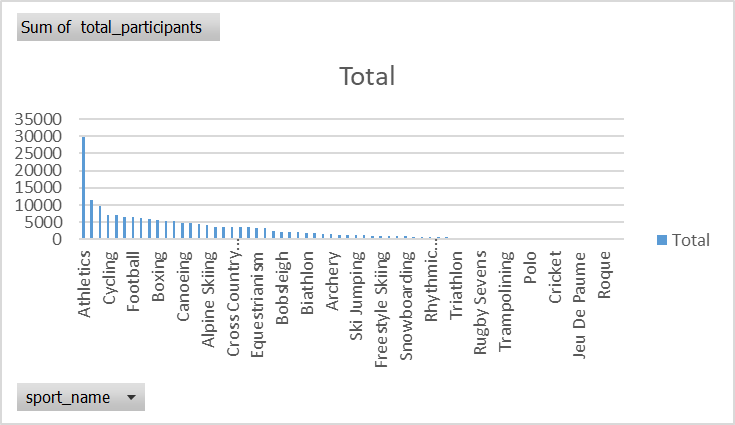 Sum of total_participants
Total
35000
30000
25000
20000
15000
10000
5000
0
Athletics
Cycling
Football
Boxing
Canoeing
Alpine Skiing
Cross Country…
Equestrianism
Bobsleigh
Biathlon
Archery
Ski Jumping
Freestyle Skiing
Snowboarding
Rhythmic…
Triathlon
Rugby Sevens
Trampolining
Polo
Cricket
Jeu De Paume
Roque
Total
sport_name